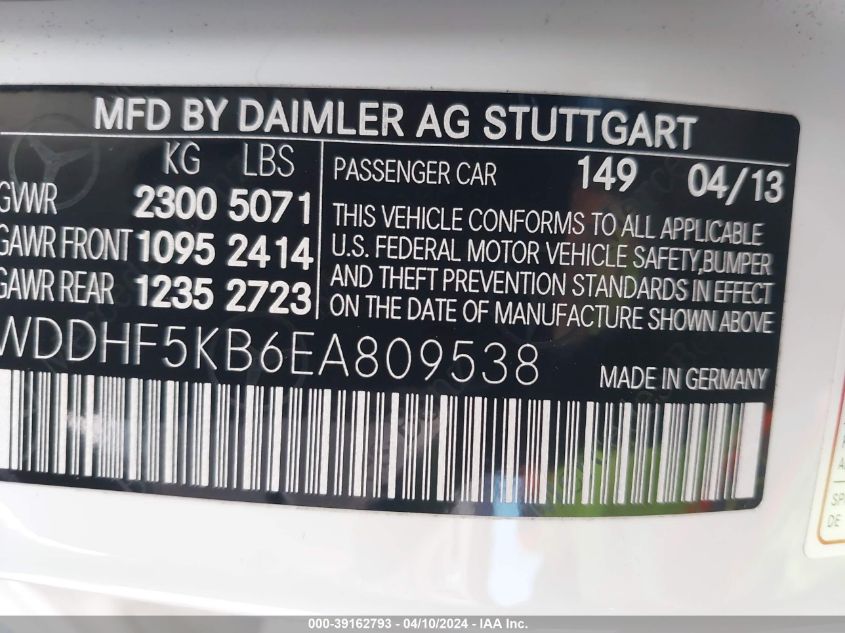 MFD BY DAIMLER AG STUTTGART
KG LBS
GVWR 2300 5071
GAWR FRONT 1095 2414
GAWR REAR 1235 2723
PASSENGER CAR 149 04/13
THIS VEHICLE CONFORMS TO ALL APPLICABLE
U.S. FEDERAL MOTOR VEHICLE SAFETY,BUMPER
AND THEFT PREVENTION STANDARDS IN EFFECT
ON THE DATE OF MANUFACTURE SHOWN ABOVE
WDDHF5KB6EA809538
MADE IN GERMANY
000-39162793 - 04/10/2024 - IAA Inc.